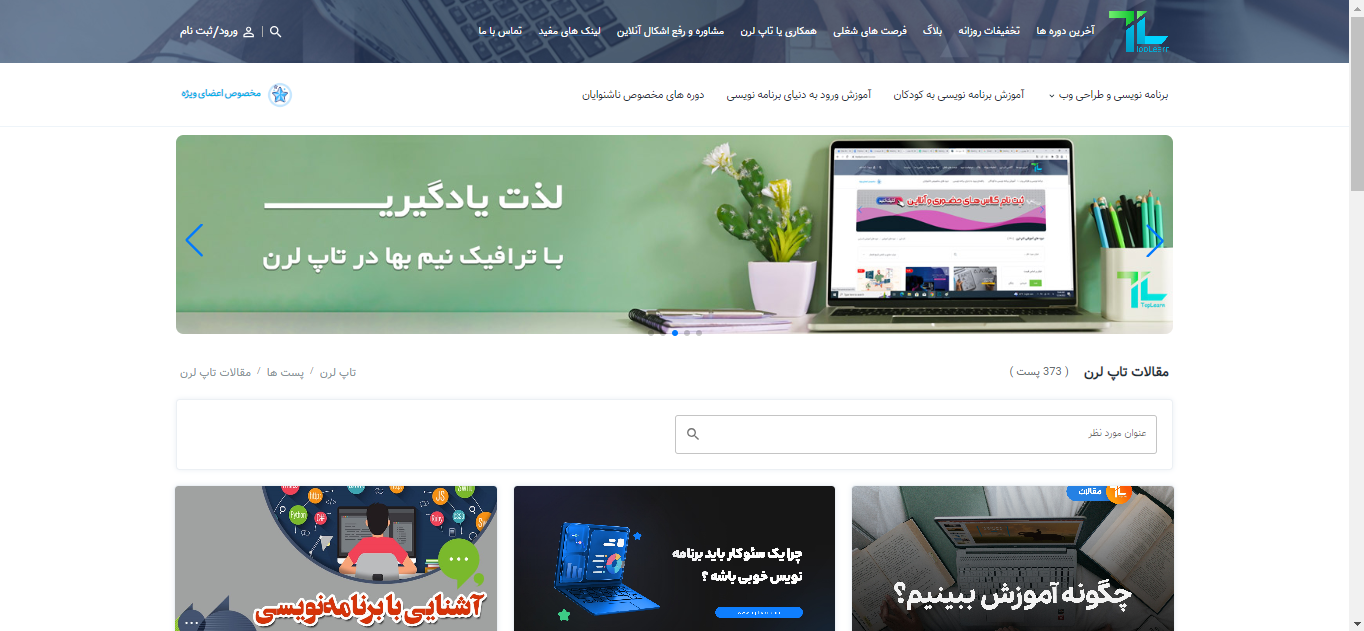 TopLearn
آخرین دوره ها
تخفیفات روزانه
بلاگ
فرصت های شغلی
همکاری با تاپ لرن
مشاوره و رفع اشکال آنلاین
لینک های مفید
تماس با ما
ورود/ثبت نام
برنامه نویسی و طراحی وب
آموزش برنامه نویسی به کودکان
آموزش ورود به دنیای برنامه نویسی
دوره های مخصوص ناشنوایان
مخصوص اعضای ویژه
لذت یادگیریـــــــــ
با ترافیک نیم بها در تاپ لرن
ثبت نام کلاس های حضوری و آنلاین
TopLearn
مقالات تاپ لرن
( 373 پست )
تاپ لرن / پست ها / مقالات تاپ لرن
عنوان مورد نظر
مقالات
چگونه آموزش ببینیم؟
چرا یک سئوکار باید برنامه
نویس خوبی باشه ؟
Python
C#
JS
Ruby
CSS
آشنایی با برنامه‌نویسی